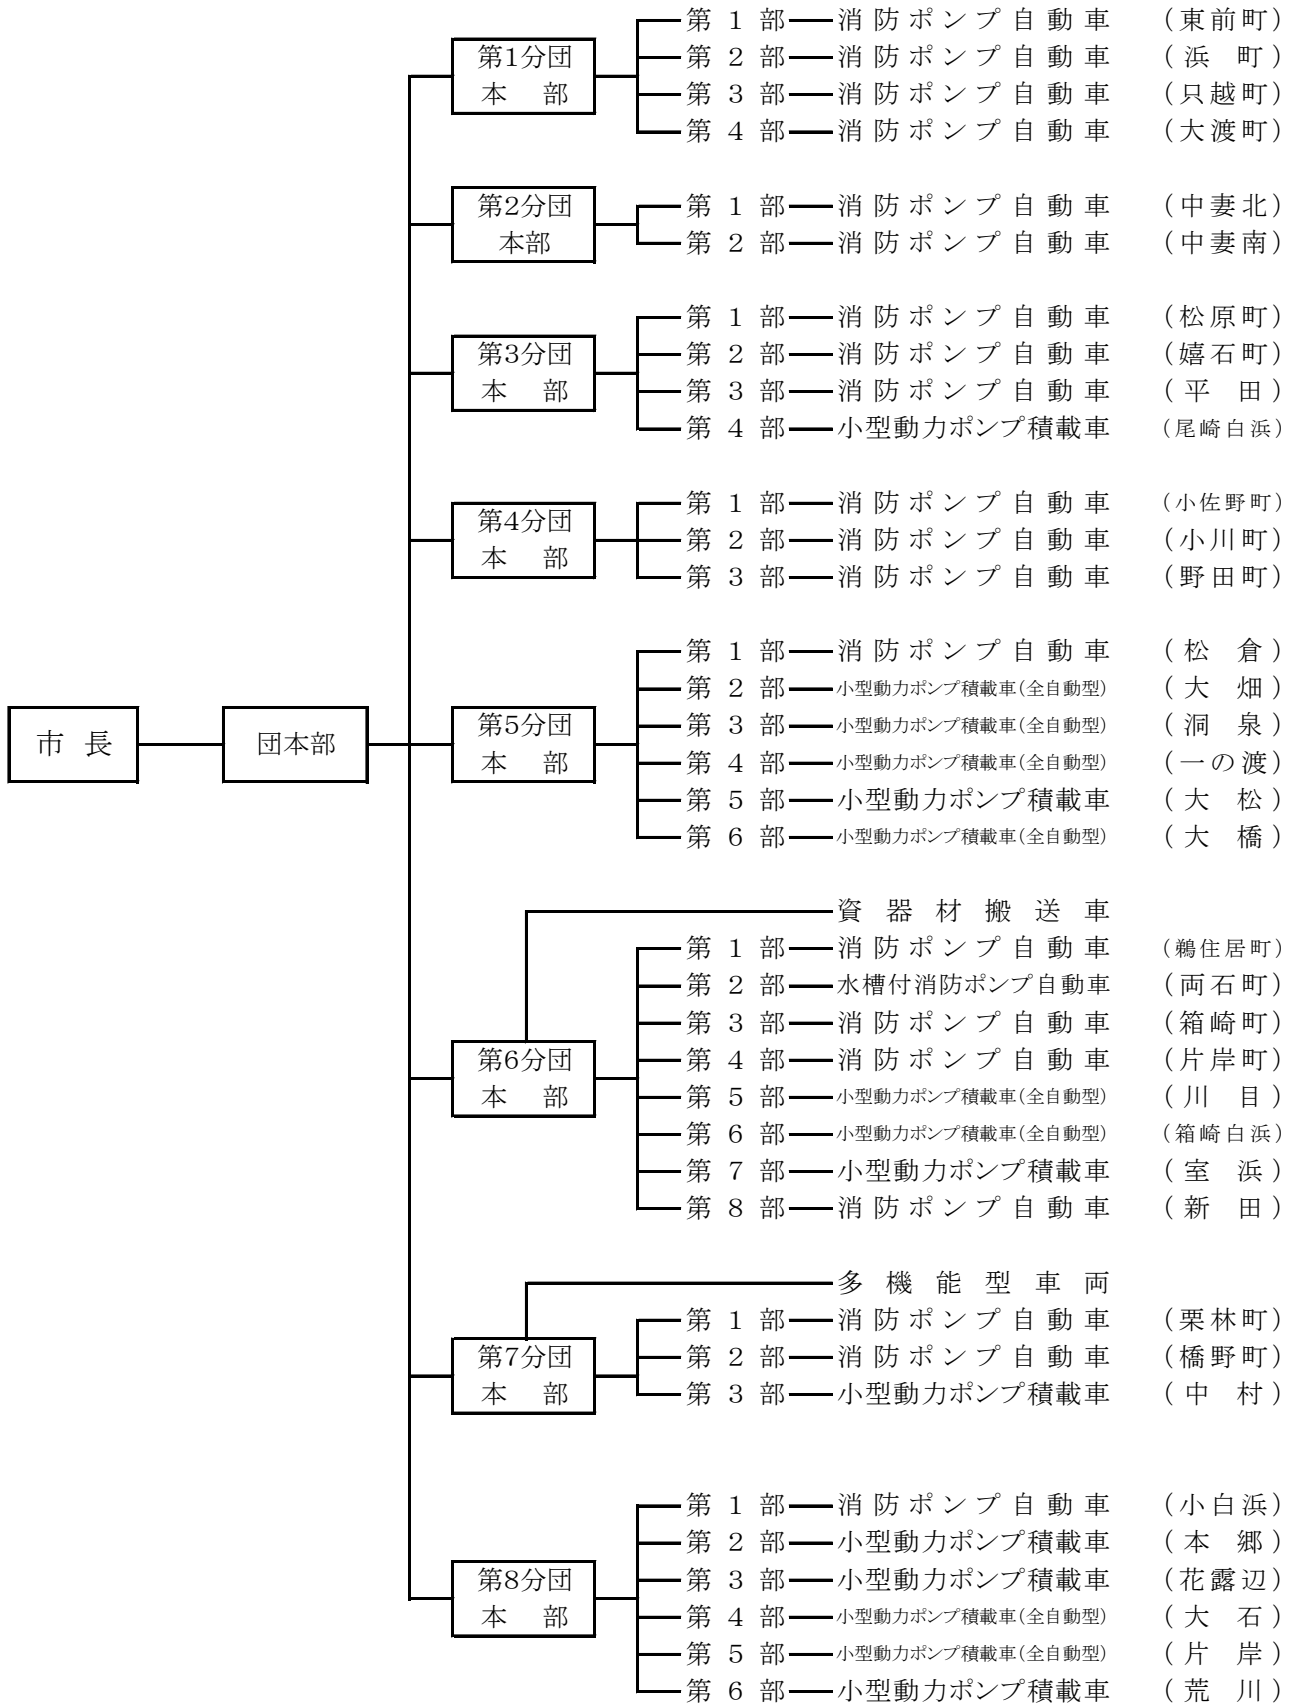 第1部 消防ポンプ自動車 (東前町)
第1分団 第2部 消防ポンプ自動車 (浜町)
本部 第3部 消防ポンプ自動車 (只越町)
第4部 消防ポンプ自動車 (大渡町)
第2分団 第1部 消防ポンプ自動車 (中妻北)
本部 第2部 消防ポンプ自動車 (中妻南)
第1部 消防ポンプ自動車 (松原町)
第3分団 第2部 消防ポンプ自動車 (嬉石町)
本部 第3部 消防ポンプ自動車 (平田)
第4部 小型動力ポンプ積載車 (尾崎白浜)
第1部 消防ポンプ自動車 (小佐野町)
第4分団 第2部 消防ポンプ自動車 (小川町)
本部 第3部 消防ポンプ自動車 (野田町)
第1部 消防ポンプ自動車 (松倉)
第2部 小型動力ポンプ積載車(全自動型) (大畑)
市長 団本部 第5分団 第3部 小型動力ポンプ積載車(全自動型) (洞泉)
本部 第4部 小型動力ポンプ積載車(全自動型) (一の渡)
第5部 小型動力ポンプ積載車 (大松)
第6部 小型動力ポンプ積載車(全自動型) (大橋)
資器材搬送車
第1部 消防ポンプ自動車 (鵜住居町)
第2部 水槽付消防ポンプ自動車 (両石町)
第3部 消防ポンプ自動車 (箱崎町)
第6分団 第4部 消防ポンプ自動車 (片岸町)
本部 第5部 小型動力ポンプ積載車(全自動型) (川目)
第6部 小型動力ポンプ積載車(全自動型) (箱崎白浜)
第7部 小型動力ポンプ積載車 (室浜)
第8部 消防ポンプ自動車 (新田)
多機能型車両
第1部 消防ポンプ自動車 (栗林町)
第7分団 第2部 消防ポンプ自動車 (橋野町)
本部 第3部 小型動力ポンプ積載車 (中村)
第1部 消防ポンプ自動車 (小白浜)
第2部 小型動力ポンプ積載車 (本郷)
第8分団 第3部 小型動力ポンプ積載車 (花露辺)
本部 第4部 小型動力ポンプ積載車(全自動型) (大石)
第5部 小型動力ポンプ積載車(全自動型) (片岸)
第6部 小型動力ポンプ積載車 (荒川)